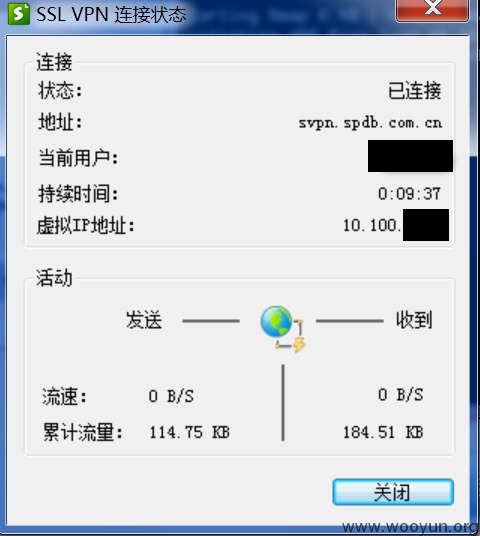 SSL VPN 连接状态
连接
状态: 已连接
地址: svpn.spdb.com.cn
当前用户:
持续时间: 0:09:37
虚拟IP地址: 10.100.
活动
发送 收到
流速: 0 B/S 0 B/S
累计流量: 114.75 KB 184.51 KB
关闭
www.wooyun.org